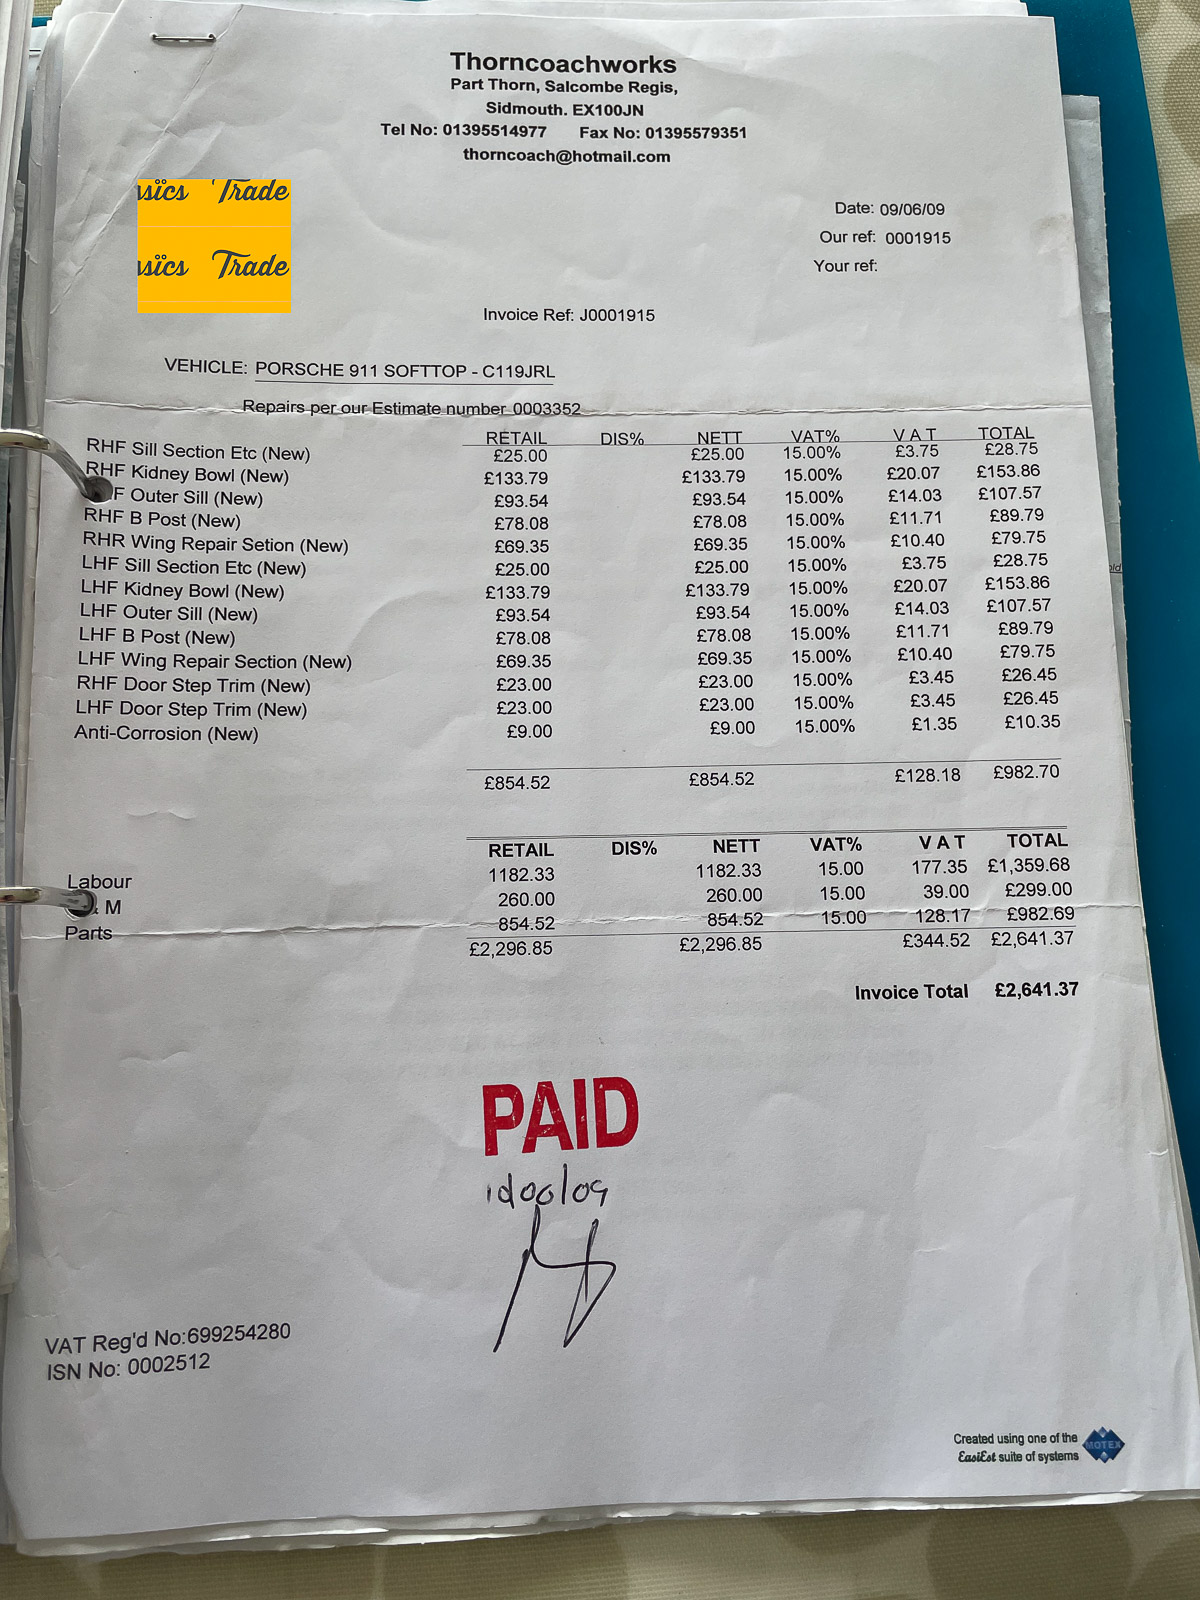 Thorncoachworks
Part Thorn, Salcombe Regis,
Sidmouth. EX100JN
Tel No: 01395514977 Fax No: 01395579351
thorncoach@hotmail.com
Trade
Trade
Date: 09/06/09
Our ref: 0001915
Your ref:
Invoice Ref: J0001915
VEHICLE: PORSCHE 911 SOFTTOP - C119JRL
Repairs per our Estimate number 0003352
RETAIL DIS% NETT VAT% V A T TOTAL
RHF Sill Section Etc (New) £25.00 £25.00 15.00% £3.75 £28.75
RHF Kidney Bowl (New) £133.79 £133.79 15.00% £20.07 £153.86
F Outer Sill (New) £93.54 £93.54 15.00% £14.03 £107.57
RHF B Post (New) £78.08 £78.08 15.00% £11.71 £89.79
RHR Wing Repair Setion (New) £69.35 £69.35 15.00% £10.40 £79.75
LHF Sill Section Etc (New) £25.00 £25.00 15.00% £3.75 £28.75
LHF Kidney Bowl (New) £133.79 £133.79 15.00% £20.07 £153.86
LHF Outer Sill (New) £93.54 £93.54 15.00% £14.03 £107.57
LHF B Post (New) £78.08 £78.08 15.00% £11.71 £89.79
LHF Wing Repair Section (New) £69.35 £69.35 15.00% £10.40 £79.75
RHF Door Step Trim (New) £23.00 £23.00 15.00% £3.45 £26.45
LHF Door Step Trim (New) £23.00 £23.00 15.00% £3.45 £26.45
Anti-Corrosion (New) £9.00 £9.00 15.00% £1.35 £10.35
£854.52 £854.52 £128.18 £982.70
RETAIL DIS% NETT VAT% V A T TOTAL
Labour 1182.33 1182.33 15.00 177.35 £1,359.68
& M 260.00 260.00 15.00 39.00 £299.00
Parts 854.52 854.52 15.00 128.17 £982.69
£2,296.85 £2,296.85 £344.52 £2,641.37
Invoice Total £2,641.37
PAID
VAT Reg'd No:699254280
ISN No: 0002512
Created using one of the
EasiEst suite of systems
MOTEX